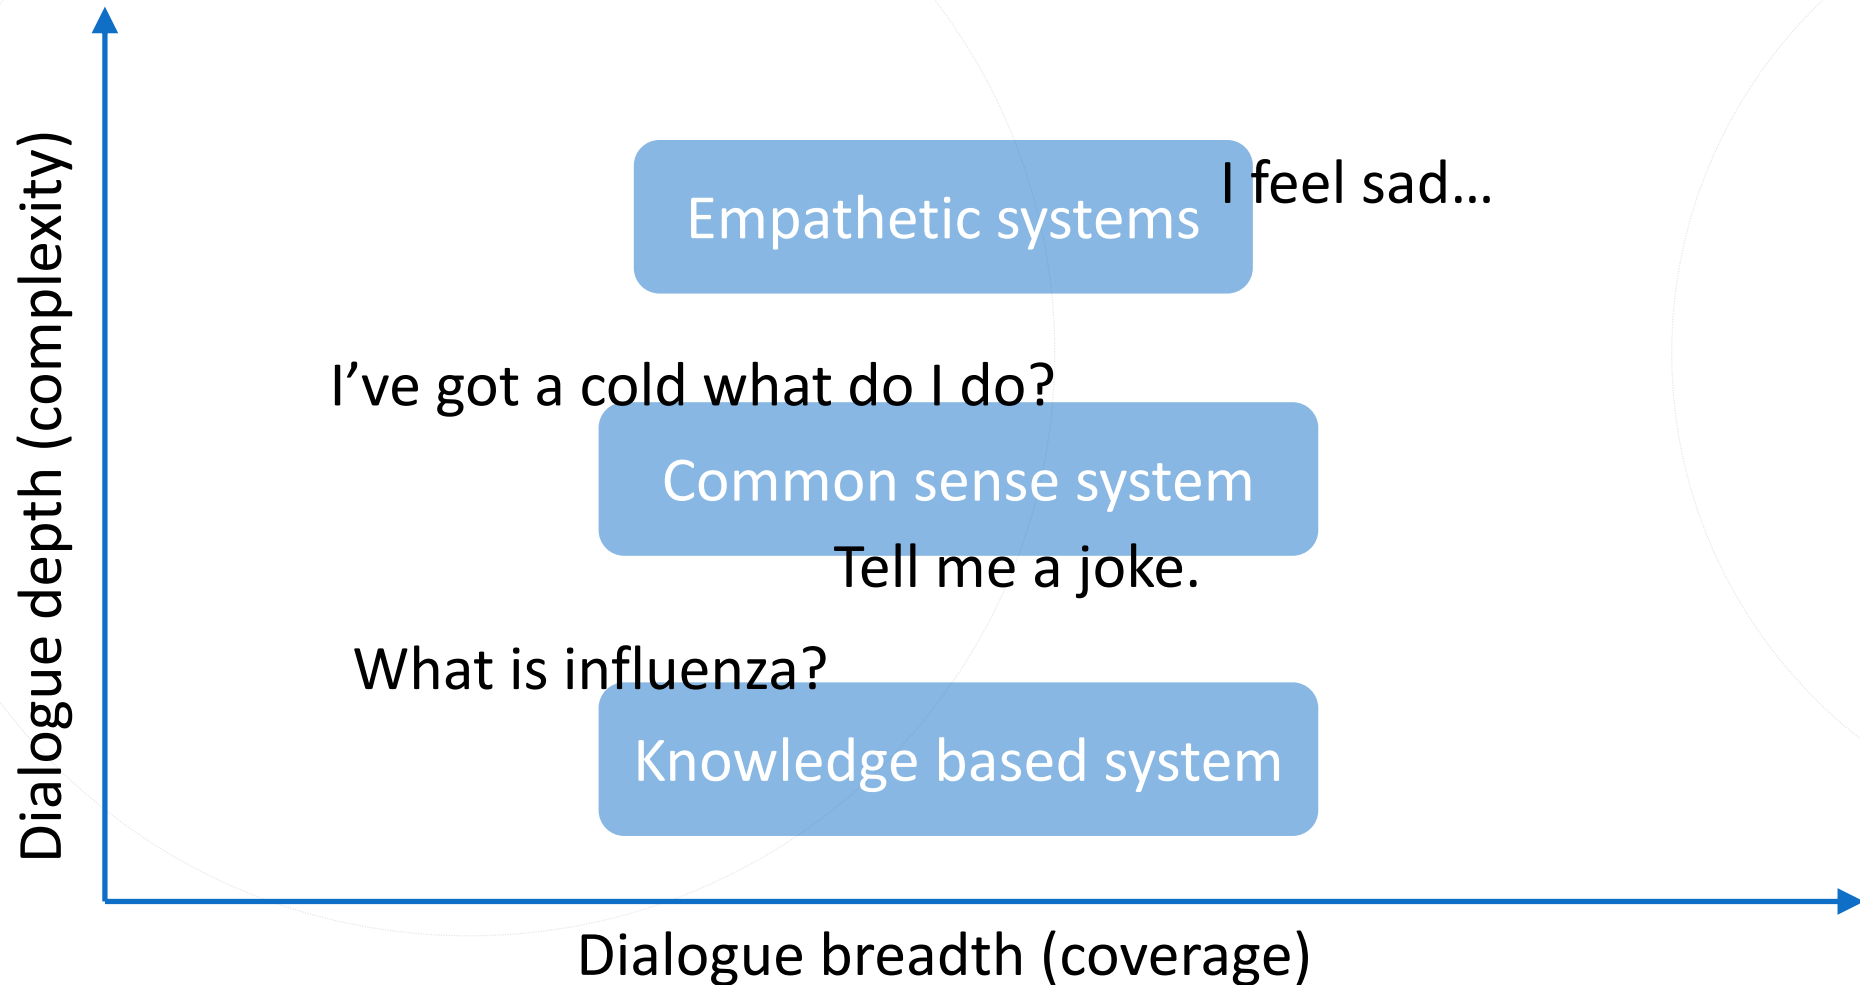 Dialogue depth (complexity)
I feel sad…
Empathetic systems
I’ve got a cold what do I do?
Common sense system
Tell me a joke.
What is influenza?
Knowledge based system
Dialogue breadth (coverage)